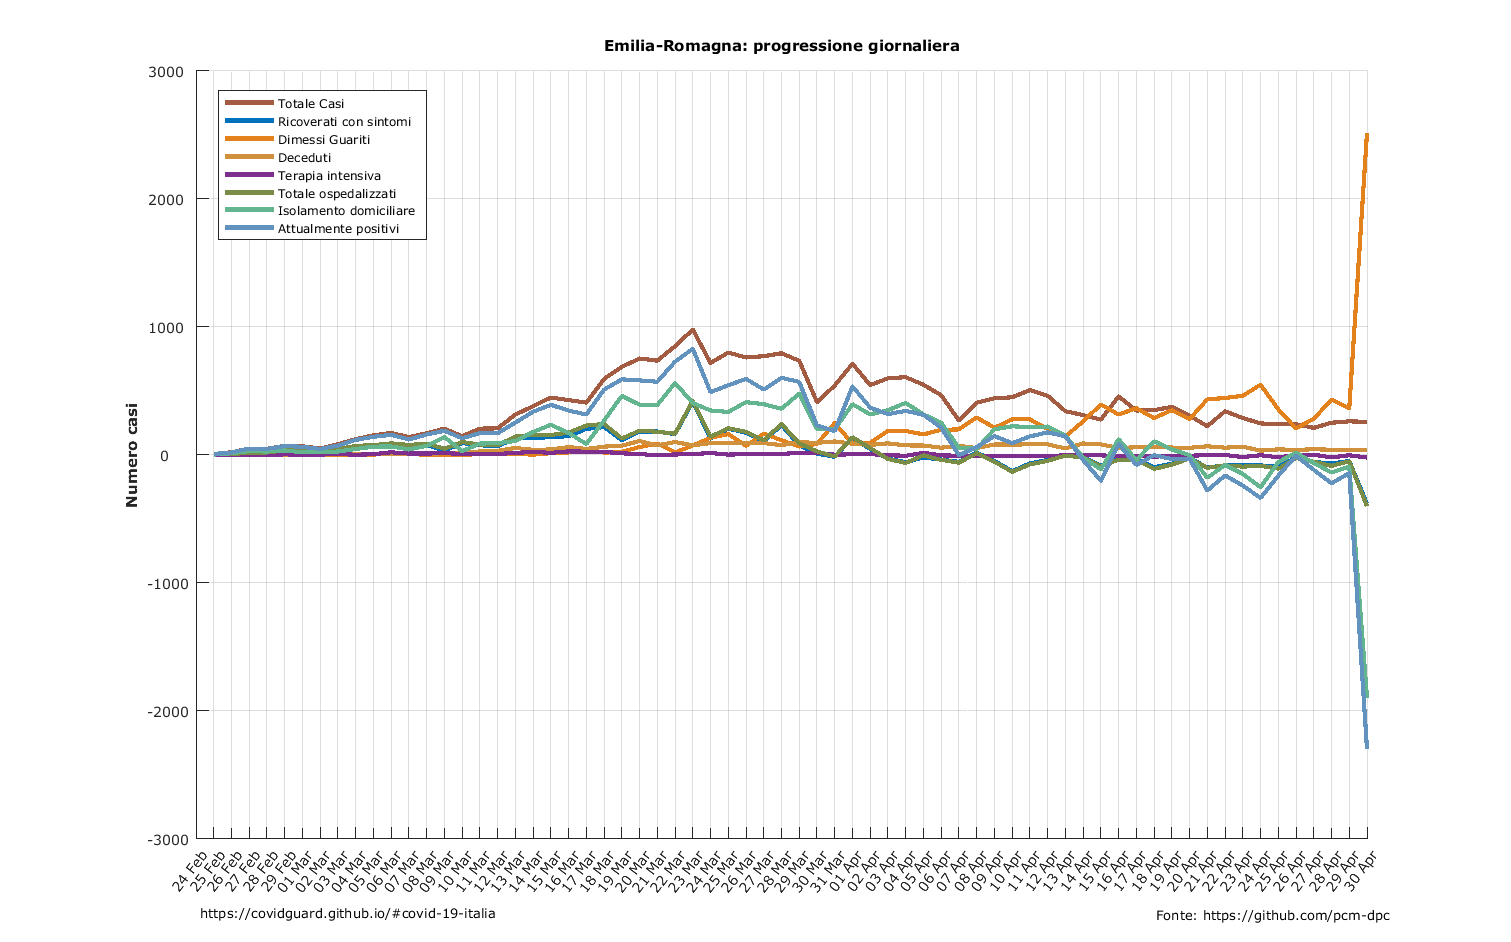 Emilia-Romagna: progressione giornaliera
3000
2000
1000
0
-1000
-2000
-3000
Numero casi
Totale Casi
Ricoverati con sintomi
Dimessi Guariti
Deceduti
Terapia intensiva
Totale ospedalizzati
Isolamento domiciliare
Attualmente positivi
24 Feb
25 Feb
26 Feb
27 Feb
28 Feb
29 Feb
01 Mar
02 Mar
03 Mar
04 Mar
05 Mar
06 Mar
07 Mar
08 Mar
09 Mar
10 Mar
11 Mar
12 Mar
13 Mar
14 Mar
15 Mar
16 Mar
17 Mar
18 Mar
19 Mar
20 Mar
21 Mar
22 Mar
23 Mar
24 Mar
25 Mar
26 Mar
27 Mar
28 Mar
29 Mar
30 Mar
31 Mar
01 Apr
02 Apr
03 Apr
04 Apr
05 Apr
06 Apr
07 Apr
08 Apr
09 Apr
10 Apr
11 Apr
12 Apr
13 Apr
14 Apr
15 Apr
16 Apr
17 Apr
18 Apr
19 Apr
20 Apr
21 Apr
22 Apr
23 Apr
24 Apr
25 Apr
26 Apr
27 Apr
28 Apr
29 Apr
30 Apr
https://covidguard.github.io/#covid-19-italia
Fonte: https://github.com/pcm-dpc